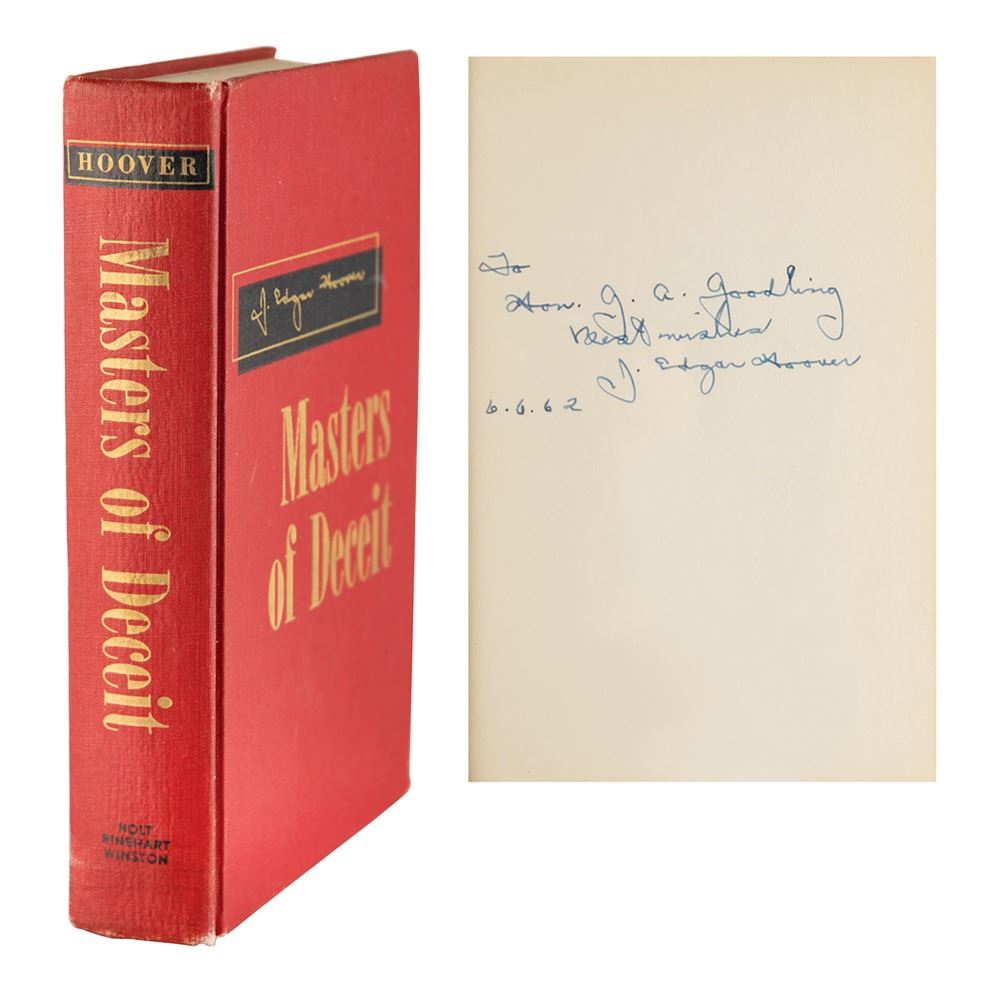 HOOVER
Masters of Deceit
HOLT
RINEHART
WINSTON
J. Edgar Hoover
Masters
of Deceit
To
Hon. G. A. Goodling
Best wishes
J. Edgar Hoover
6.6.62